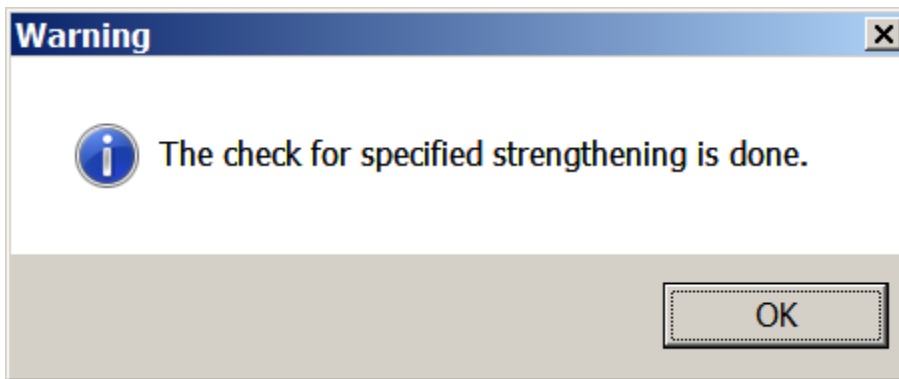 Warning
The check for specified strengthening is done.
OK